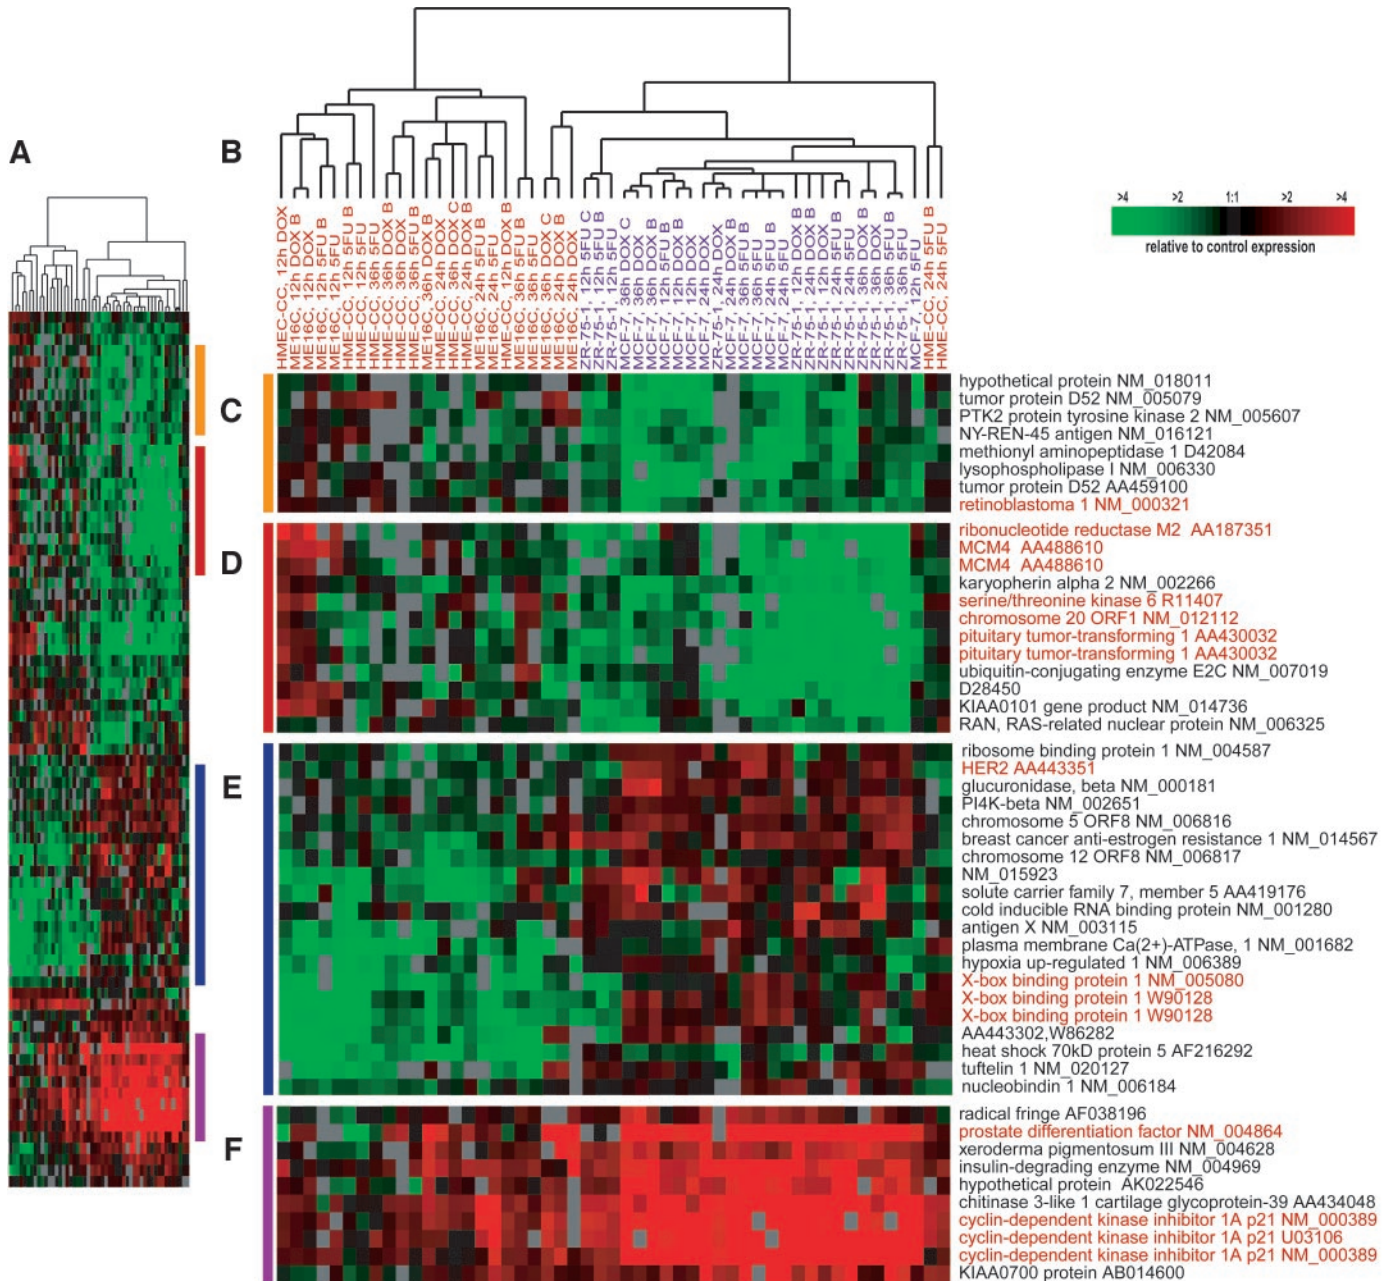 A
B
>4 >2 1:1 >2 >4
relative to control expression
HMEC-CC, 12h DOX
ME16C, 12h DOX B
ME16C, 12h DOX
ME16C, 12h 5FU B
ME16C, 12h 5FU
HME-CC, 12h 5FU B
HME-CC, 12h 5FU
HME-CC, 36h 5FU
HME-CC, 36h DOX B
HME-CC, 36h DOX
HME-CC, 36h 5FU B
ME16C, 36h DOX B
HME-CC, 24h DOX
ME16C, 36h DOX C
HME-CC, 24h DOX B
ME16C, 24h 5FU B
ME16C, 24h 5FU
HME-CC, 12h DOX B
ME16C, 36h 5FU B
ME16C, 36h 5FU
ME16C, 36h DOX C
ME16C, 24h DOX B
ME16C, 24h DOX
ZR-75-1, 12h 5FU C
ZR-75-1, 12h 5FU B
ZR-75-1, 12h 5FU
MCF-7, 36h DOX C
MCF-7, 36h DOX
MCF-7, 36h DOX B
MCF-7, 12h 5FU B
MCF-7, 12h DOX B
MCF-7, 12h DOX
MCF-7, 24h DOX
ZR-75-1, 24h DOX
MCF-7, 24h DOX B
MCF-7, 36h 5FU B
MCF-7, 36h 5FU
MCF-7, 24h 5FU B
MCF-7, 24h 5FU
ZR-75-1, 12h DOX B
ZR-75-1, 24h DOX B
ZR-75-1, 12h DOX
ZR-75-1, 24h 5FU B
ZR-75-1, 24h 5FU
ZR-75-1, 36h DOX B
ZR-75-1, 36h DOX
ZR-75-1, 36h 5FU B
ZR-75-1, 36h 5FU
MCF-7, 12h 5FU
HME-CC, 24h 5FU B
HME-CC, 24h 5FU
C
hypothetical protein NM_018011
tumor protein D52 NM_005079
PTK2 protein tyrosine kinase 2 NM_005607
NY-REN-45 antigen NM_016121
methionyl aminopeptidase 1 D42084
lysophospholipase I NM_006330
tumor protein D52 AA459100
retinoblastoma 1 NM_000321
D
ribonucleotide reductase M2 AA187351
MCM4 AA488610
MCM4 AA488610
karyopherin alpha 2 NM_002266
serine/threonine kinase 6 R11407
chromosome 20 ORF1 NM_012112
pituitary tumor-transforming 1 AA430032
pituitary tumor-transforming 1 AA430032
ubiquitin-conjugating enzyme E2C NM_007019
D28450
KIAA0101 gene product NM_014736
RAN, RAS-related nuclear protein NM_006325
E
ribosome binding protein 1 NM_004587
HER2 AA443351
glucuronidase, beta NM_000181
PI4K-beta NM_002651
chromosome 5 ORF8 NM_006816
breast cancer anti-estrogen resistance 1 NM_014567
chromosome 12 ORF8 NM_006817
NM_015923
solute carrier family 7, member 5 AA419176
cold inducible RNA binding protein NM_001280
antigen X NM_003115
plasma membrane Ca(2+)-ATPase, 1 NM_001682
hypoxia up-regulated 1 NM_006389
X-box binding protein 1 NM_005080
X-box binding protein 1 W90128
X-box binding protein 1 W90128
AA443302,W86282
heat shock 70kD protein 5 AF216292
tuftelin 1 NM_020127
nucleobindin 1 NM_006184
F
radical fringe AF038196
prostate differentiation factor NM_004864
xeroderma pigmentosum III NM_004628
insulin-degrading enzyme NM_004969
hypothetical protein AK022546
chitinase 3-like 1 cartilage glycoprotein-39 AA434048
cyclin-dependent kinase inhibitor 1A p21 NM_000389
cyclin-dependent kinase inhibitor 1A p21 U03106
cyclin-dependent kinase inhibitor 1A p21 NM_000389
KIAA0700 protein AB014600